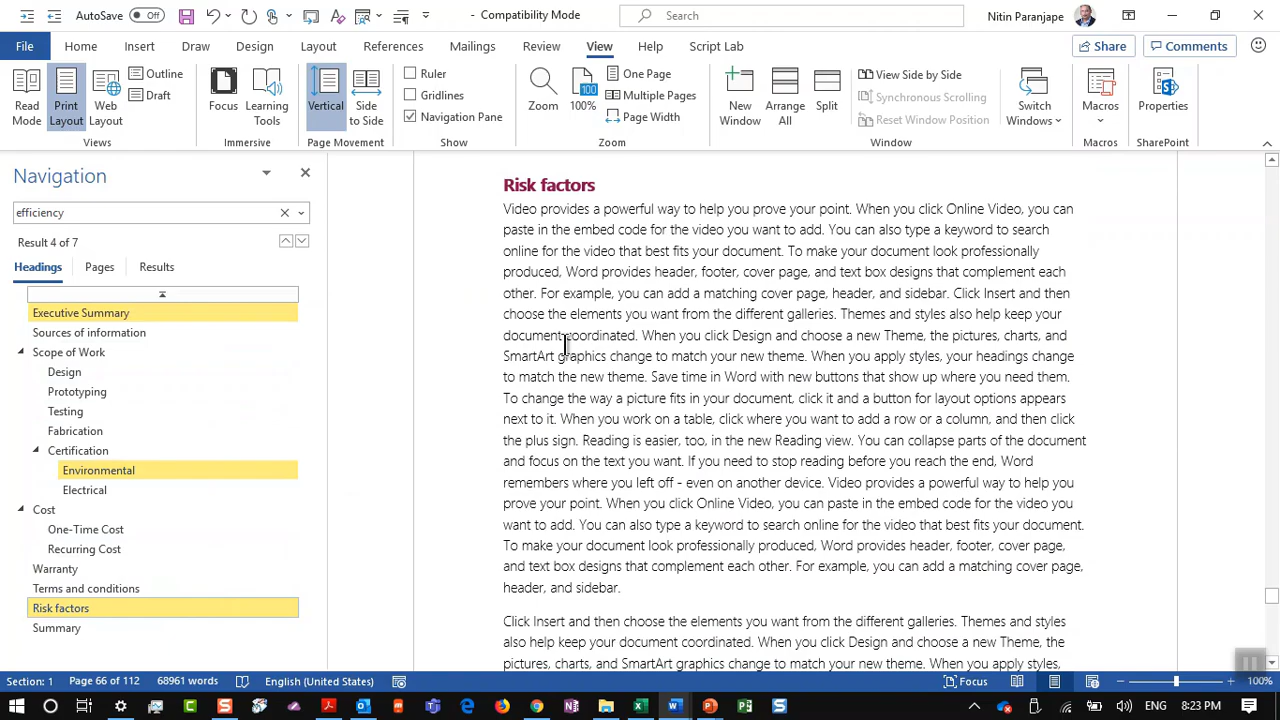 AutoSave Off - Compatibility Mode Search Nitin Paranjape
File Home Insert Draw Design Layout References Mailings Review View Help Script Lab Share Comments
Read Mode
Print Layout
Web Layout
Outline
Draft
Views
Focus
Learning Tools
Immersive
Vertical
Side to Side
Page Movement
Ruler
Gridlines
Navigation Pane
Show
Zoom
100
100%
One Page
Multiple Pages
Page Width
Zoom
New Window
Arrange All
Split
View Side by Side
Synchronous Scrolling
Reset Window Position
Switch Windows
Window
Macros
Macros
Properties
SharePoint
Navigation
efficiency
Result 4 of 7
Headings Pages Results
Executive Summary
Sources of information
Scope of Work
Design
Prototyping
Testing
Fabrication
Certification
Environmental
Electrical
Cost
One-Time Cost
Recurring Cost
Warranty
Terms and conditions
Risk factors
Summary
Risk factors
Video provides a powerful way to help you prove your point. When you click Online Video, you can
paste in the embed code for the video you want to add. You can also type a keyword to search
online for the video that best fits your document. To make your document look professionally
produced, Word provides header, footer, cover page, and text box designs that complement each
other. For example, you can add a matching cover page, header, and sidebar. Click Insert and then
choose the elements you want from the different galleries. Themes and styles also help keep your
document coordinated. When you click Design and choose a new Theme, the pictures, charts, and
SmartArt graphics change to match your new theme. When you apply styles, your headings change
to match the new theme. Save time in Word with new buttons that show up where you need them.
To change the way a picture fits in your document, click it and a button for layout options appears
next to it. When you work on a table, click where you want to add a row or a column, and then click
the plus sign. Reading is easier, too, in the new Reading view. You can collapse parts of the document
and focus on the text you want. If you need to stop reading before you reach the end, Word
remembers where you left off - even on another device. Video provides a powerful way to help you
prove your point. When you click Online Video, you can paste in the embed code for the video you
want to add. You can also type a keyword to search online for the video that best fits your document.
To make your document look professionally produced, Word provides header, footer, cover page,
and text box designs that complement each other. For example, you can add a matching cover page,
header, and sidebar.
Click Insert and then choose the elements you want from the different galleries. Themes and styles
also help keep your document coordinated. When you click Design and choose a new Theme, the
pictures, charts, and SmartArt graphics change to match your new theme. When you apply styles,
Section: 1 Page 66 of 112 68961 words English (United States) Focus 100%
ENG 8:23 PM